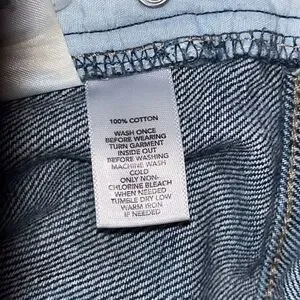 100% COTTON
WASH ONCE
BEFORE WEARING
TURN GARMENT
INSIDE OUT
BEFORE WASHING
MACHINE WASH
COLD
ONLY NON-
CHLORINE BLEACH
WHEN NEEDED
TUMBLE DRY LOW
WARM IRON
IF NEEDED